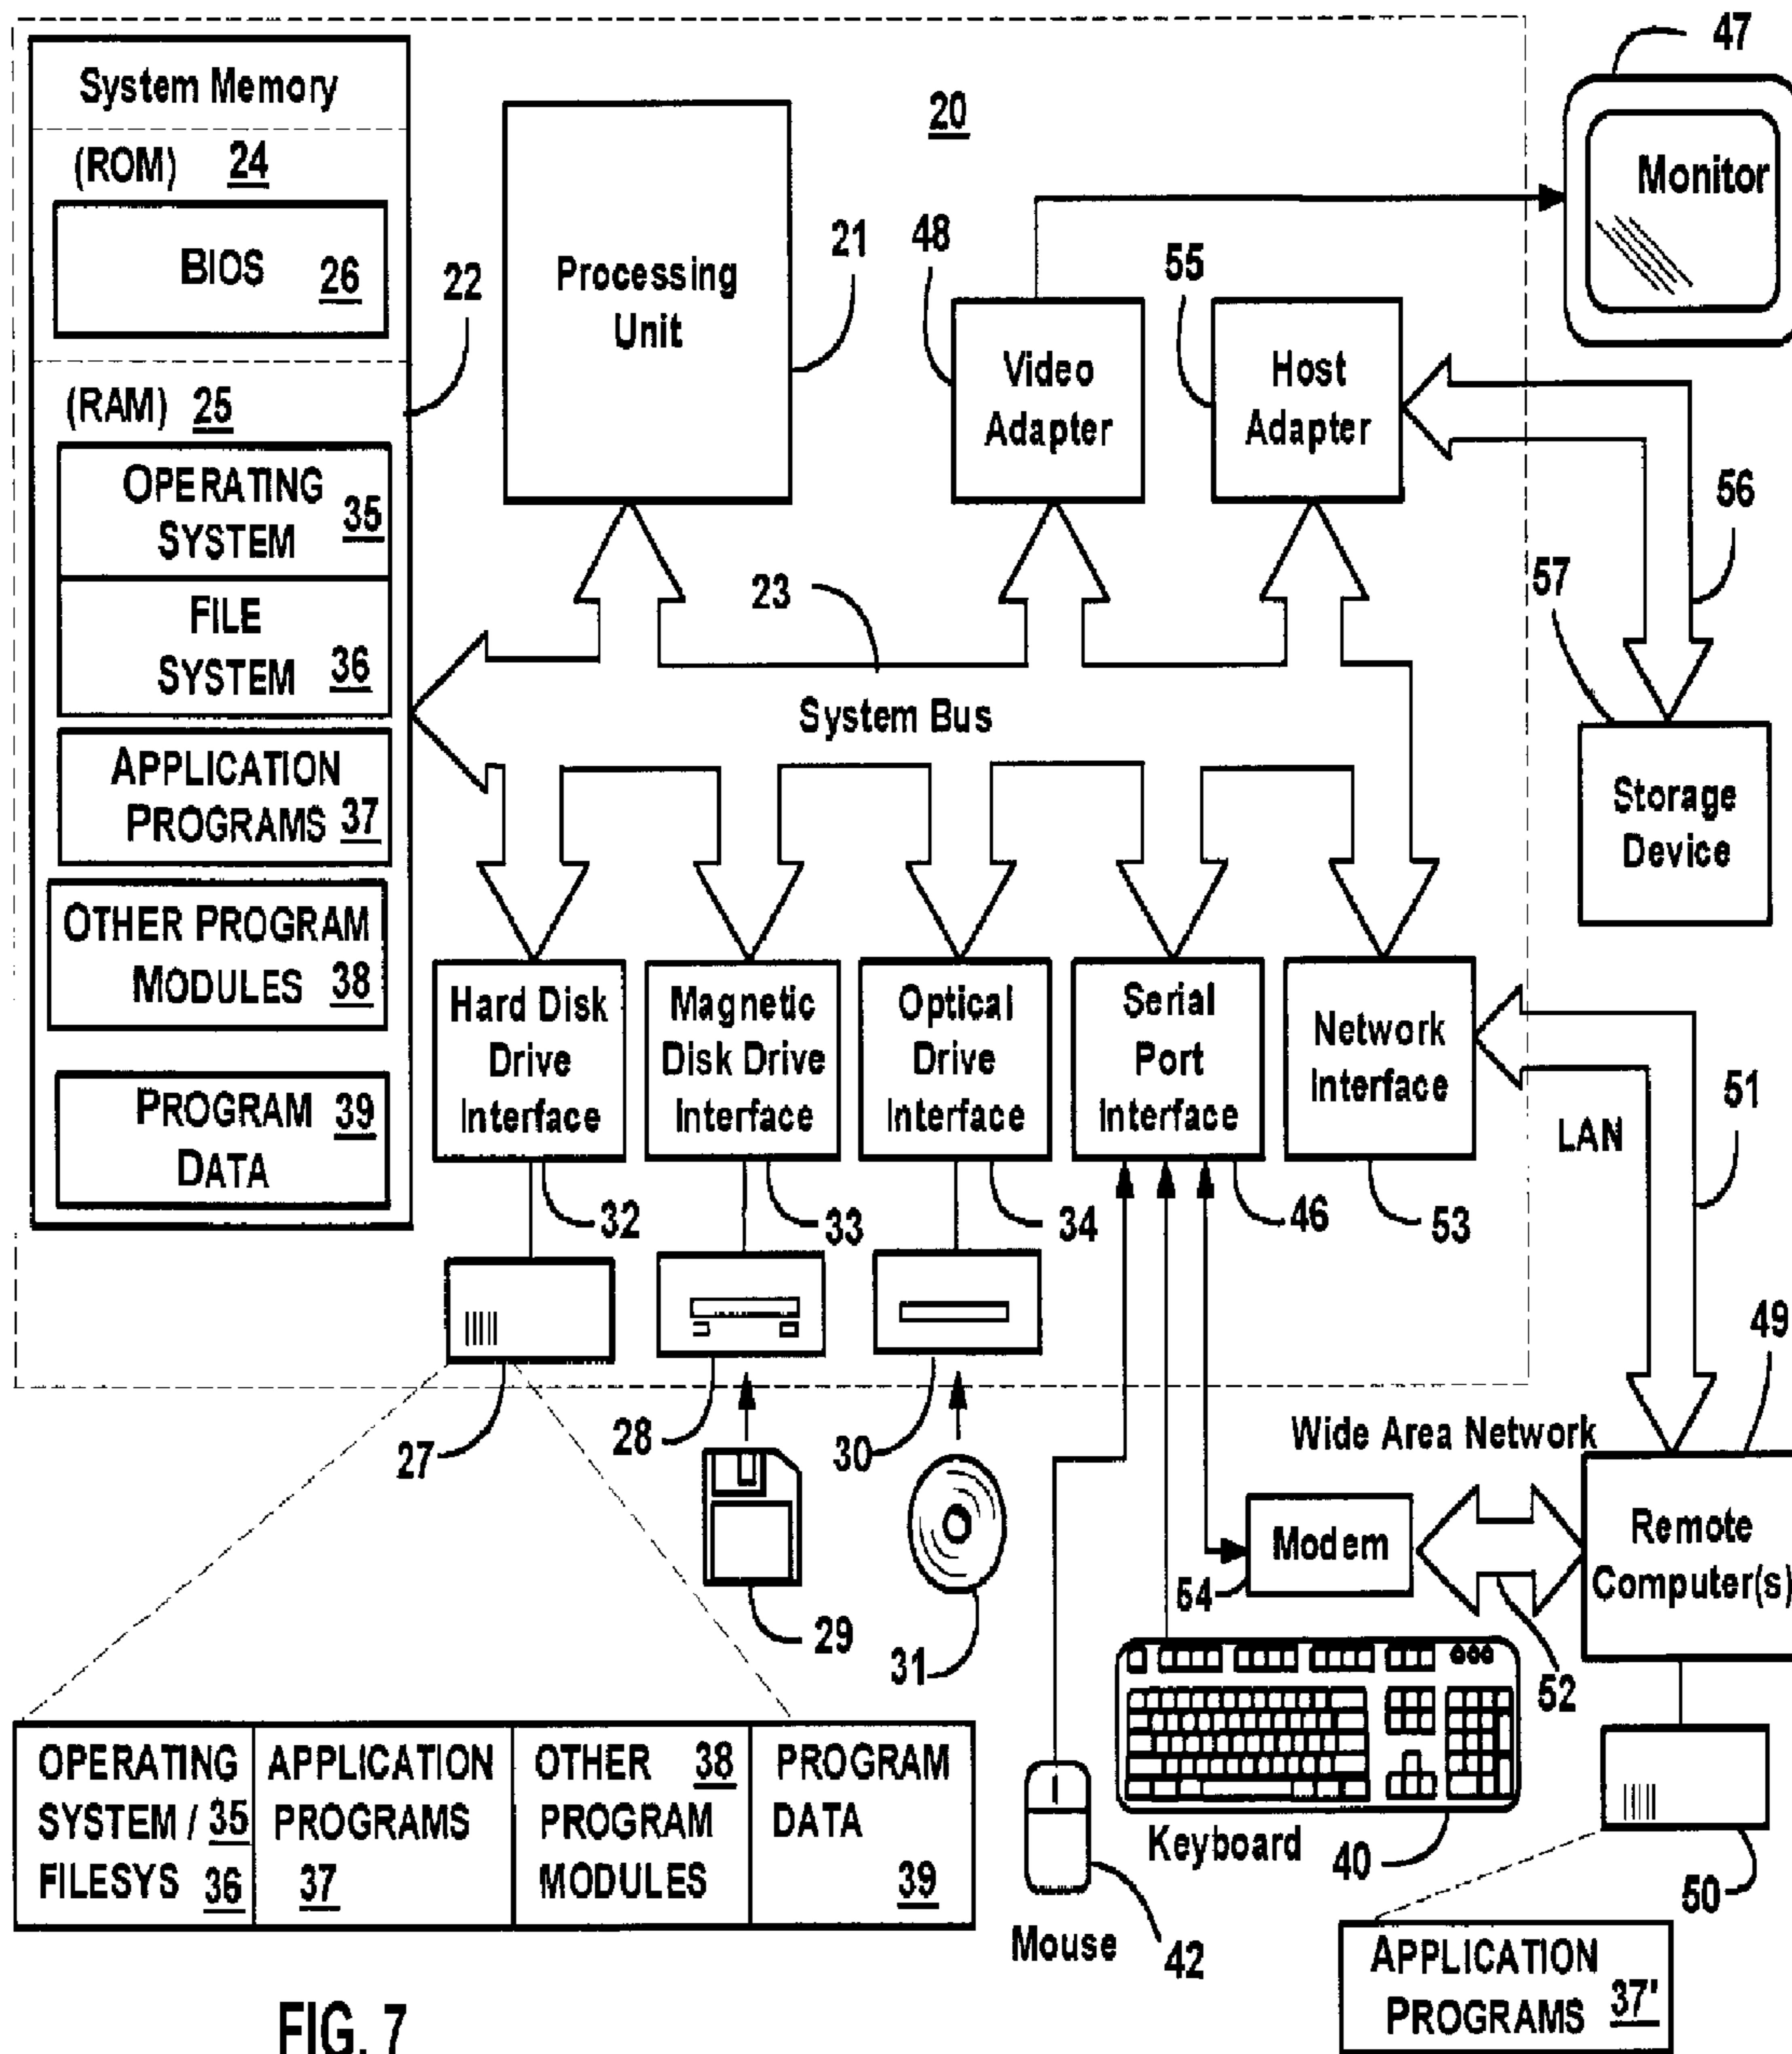 System Memory
(ROM) 24
BIOS 26
22
(RAM) 25
OPERATING
SYSTEM 35
FILE
SYSTEM 36
APPLICATION
PROGRAMS 37
OTHER PROGRAM
MODULES 38
PROGRAM 39
DATA
Processing
Unit
21
20
48
Video
Adapter
55
Host
Adapter
47
Monitor
56
57
Storage
Device
23
System Bus
Hard Disk
Drive
Interface
32
Magnetic
Disk Drive
Interface
33
Optical
Drive
Interface
34
Serial
Port
Interface
46
Network
Interface
53
LAN
51
27
28
29
30
31
49
Wide Area Network
Modem
54
52
Remote
Computer(s)
50
Keyboard
40
Mouse
42
OPERATING
SYSTEM / 35
FILESYS 36
APPLICATION
PROGRAMS
37
OTHER 38
PROGRAM
MODULES
PROGRAM
DATA
39
APPLICATION
PROGRAMS 37'
FIG. 7